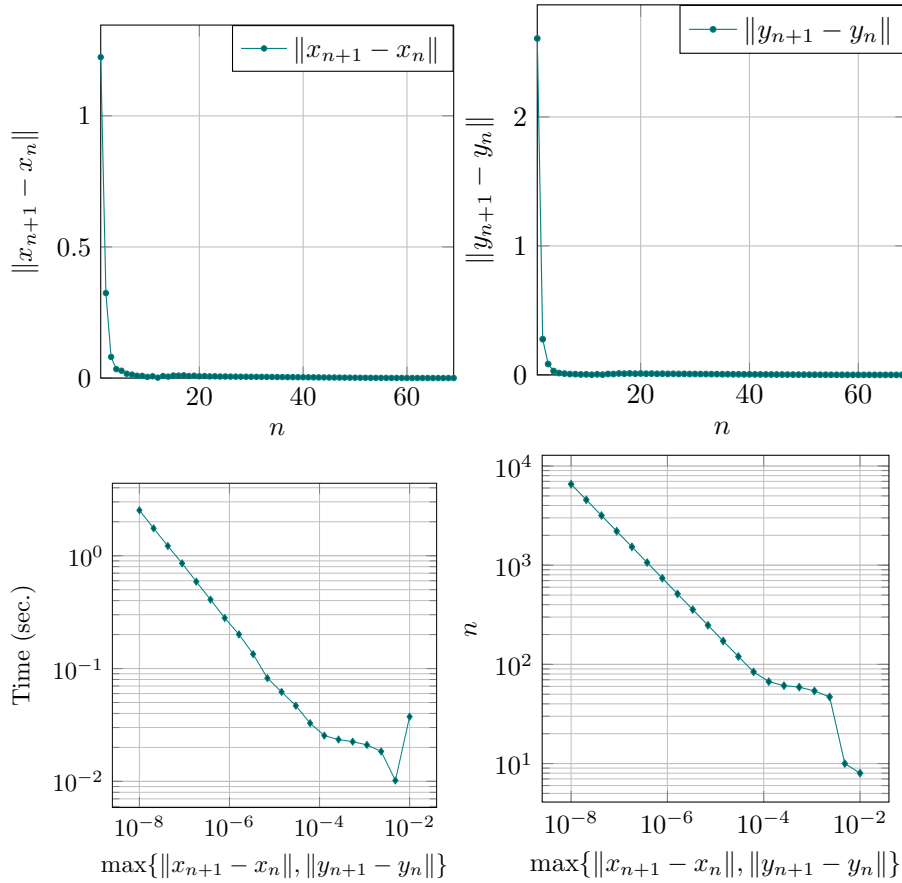 ‖x_{n+1} − x_n‖
1
0.5
0
20 40 60
n
‖x_{n+1} − x_n‖
‖y_{n+1} − y_n‖
2
1
0
20 40 60
n
‖y_{n+1} − y_n‖
10^0
10^{−1}
10^{−2}
Time (sec.)
10^{−8} 10^{−6} 10^{−4} 10^{−2}
max{‖x_{n+1} − x_n‖, ‖y_{n+1} − y_n‖}
10^4
10^3
10^2
10^1
n
10^{−8} 10^{−6} 10^{−4} 10^{−2}
max{‖x_{n+1} − x_n‖, ‖y_{n+1} − y_n‖}